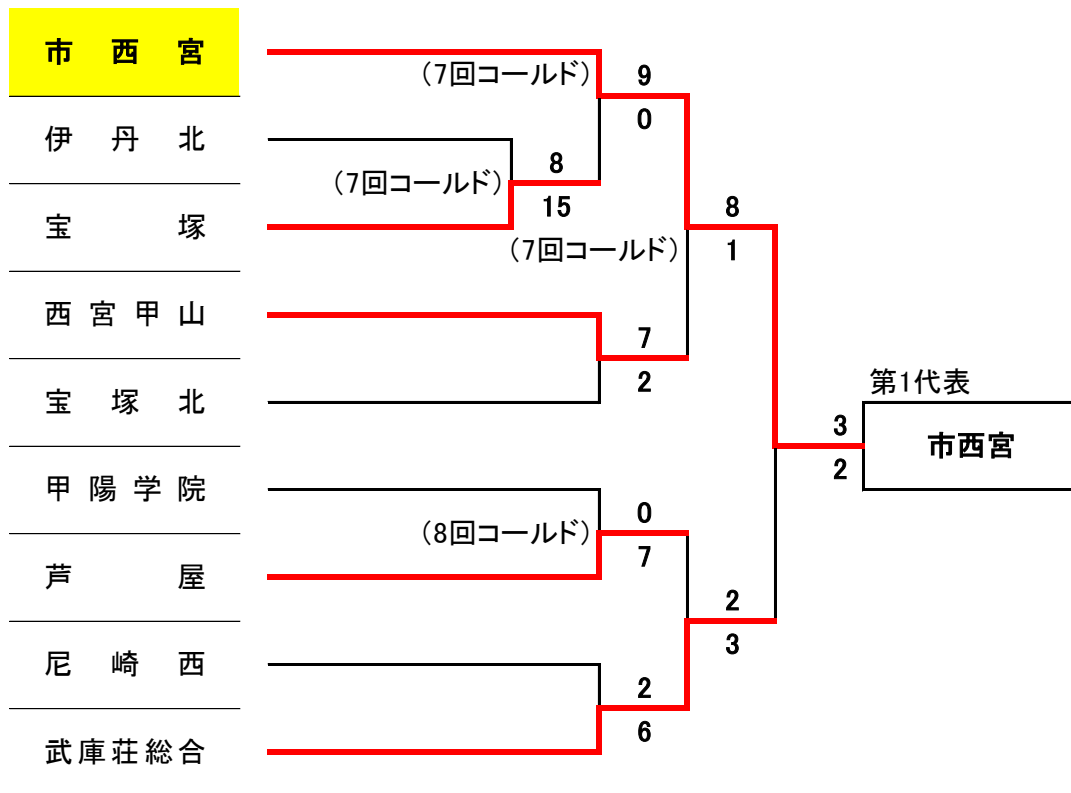 市西宮
(7回コールド)
9
0
伊丹北
8
(7回コールド)
15
宝塚
8
(7回コールド)
1
西宮甲山
7
2
宝塚北
第1代表
3
市西宮
2
甲陽学院
0
(8回コールド)
7
芦屋
2
3
尼崎西
2
6
武庫荘総合